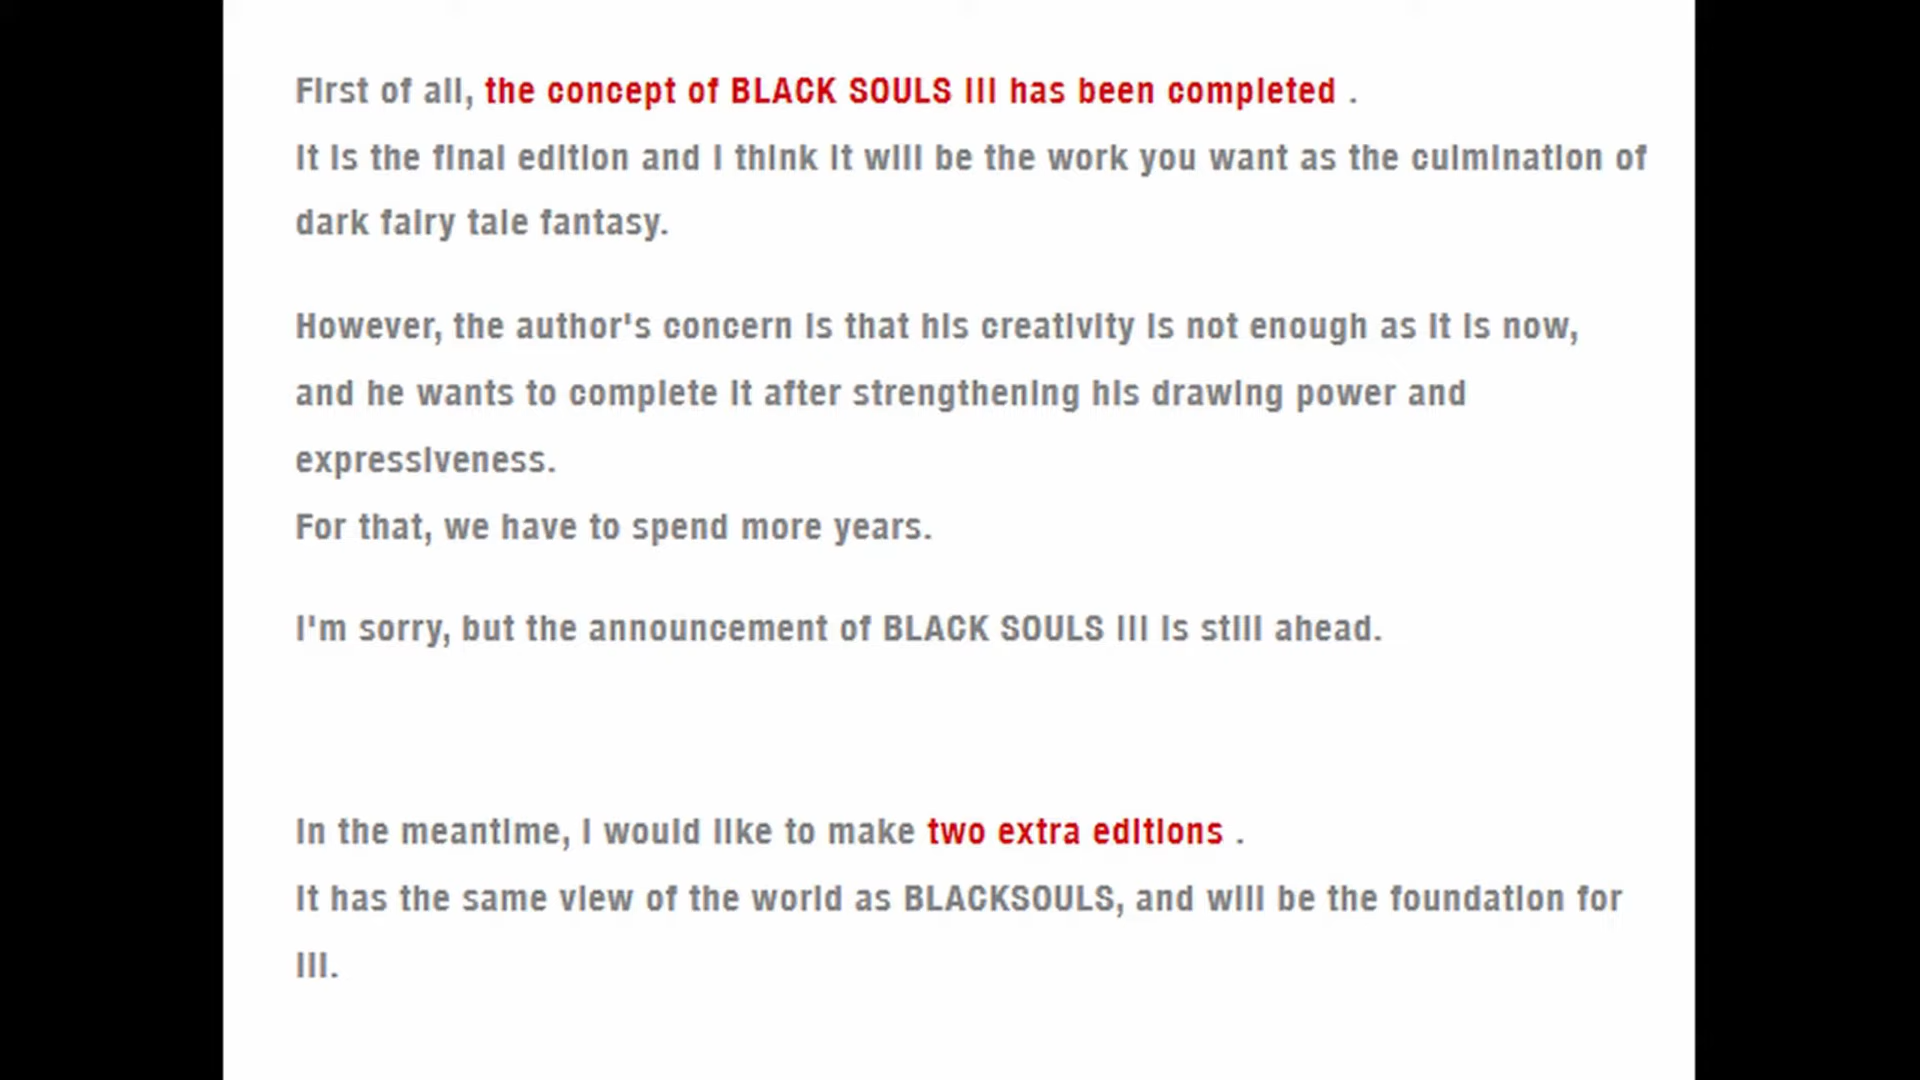 First of all, the concept of BLACK SOULS III has been completed .
It is the final edition and I think it will be the work you want as the culmination of
dark fairy tale fantasy.
However, the author's concern is that his creativity is not enough as it is now,
and he wants to complete it after strengthening his drawing power and
expressiveness.
For that, we have to spend more years.
I'm sorry, but the announcement of BLACK SOULS III is still ahead.
In the meantime, I would like to make two extra editions .
It has the same view of the world as BLACKSOULS, and will be the foundation for
III.